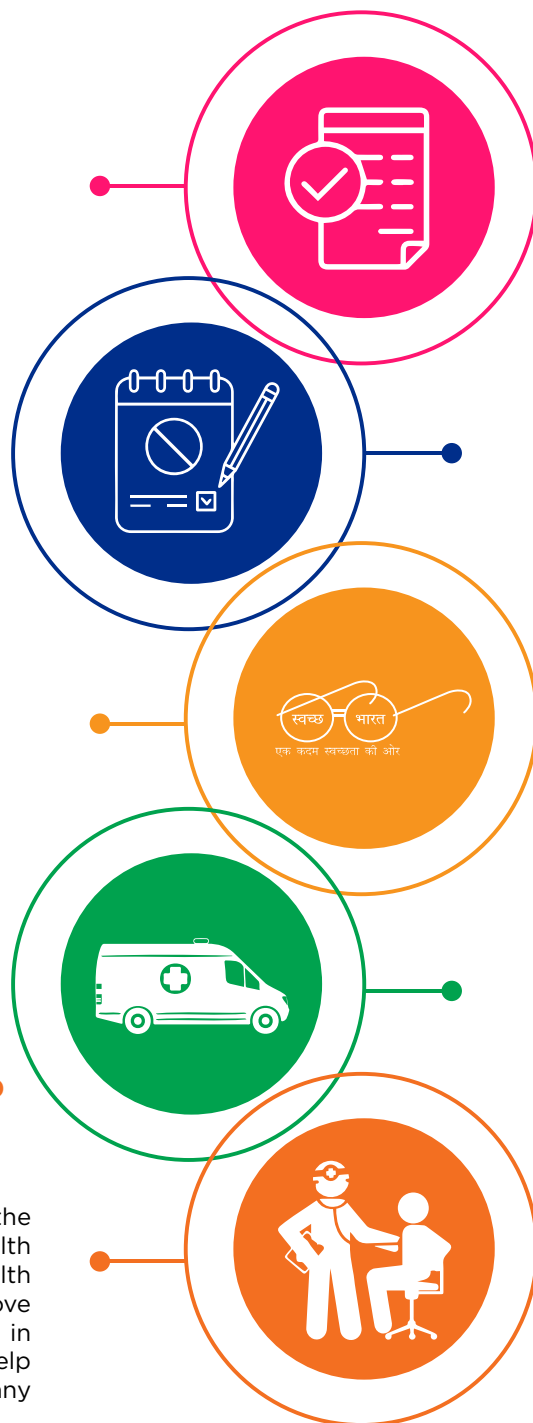 स्वच्छ भारत
एक कदम स्वच्छता की ओर
the
lth
lth
ove
in
elp
any